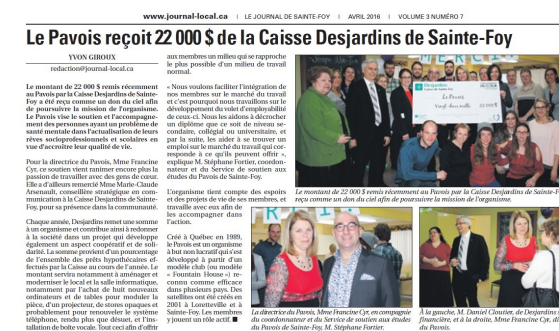 www.journal-local.ca | LE JOURNAL DE SAINTE-FOY | AVRIL 2016 | VOLUME 3 NUMÉRO 7
Le Pavois reçoit 22 000 $ de la Caisse Desjardins de Sainte-Foy
YVON GIROUX
redaction@journal-local.ca
Le montant de 22 000 $ remis récemment
au Pavois par la Caisse Desjardins de Sainte-
Foy a été reçu comme un don du ciel afin
de poursuivre la mission de l'organisme.
Le Pavois vise le soutien et l'accompagne-
ment des personnes ayant un problème de
santé mentale dans l'actualisation de leurs
rêves socioprofessionnels et scolaires en
vue d'accroître leur qualité de vie.
Pour la directrice du Pavois, Mme Francine
Cyr, ce soutien vient ranimer encore plus la
passion de travailler avec des gens de cœur.
Elle a d'ailleurs remercié Mme Marie-Claude
Arsenault, conseillère stratégique en com-
munication à la Caisse Desjardins de Sainte-
Foy, pour sa présence dans la communauté.
Chaque année, Desjardins remet une somme
à un organisme et contribue ainsi à redonner
à la société dans un projet qui développe
également un aspect coopératif et de soli-
darité. La somme provient d'un pourcentage
de l'ensemble des prêts hypothécaires ef-
fectués par la Caisse au cours de l'année. Le
montant servira notamment à aménager et
moderniser le local et la salle informatique,
notamment pour l'achat de huit nouveaux
ordinateurs et de tables pour moduler la
pièce, d'un projecteur, de stores opaques et
probablement pour renouveler le système
téléphone, rendu plus que désuet, et l'ins-
tallation de boîte vocale. Tout ceci afin d'offrir
aux membres un milieu qui se rapproche
le plus possible d'un milieu de travail
normal.
« Nous voulons faciliter l'intégration de
nos membres sur le marché du travail
et c'est pourquoi nous travaillons sur le
développement du volet d'employabilité
de ceux-ci. Nous les aidons à décrocher
un diplôme que ce soit de niveau se-
condaire, collégial ou universitaire, et
par la suite, les aider à se trouver un
emploi sur le marché du travail qui cor-
responde à ce qu'ils peuvent offrir »,
explique M. Stéphane Fortier, coordon-
nateur et du Service de soutien aux
études du Pavois de Sainte-Foy.
L'organisme tient compte des espoirs
et des projets de vie de ses membres, et
travaille avec eux afin de
les accompagner dans
l'action.
Créé à Québec en 1989,
le Pavois est un organisme
à but non lucratif qui s'est
développé à partir d'un
modèle club (ou modèle
« Fountain House ») re-
connu comme efficace
dans plusieurs pays. Des
satellites ont été créés en
2001 à Loretteville et à
Sainte-Foy. Les membres
y jouent un rôle actif. ■
Desjardins
Caisse de Sainte-Foy
Le Pavois
Vingt-deux mille
22 000 $
Le montant de 22 000 $ remis récemment au Pavois par la Caisse Desjardins de Sainte-F
reçu comme un don du ciel afin de poursuivre la mission de l'organisme.
La directrice du Pavois, Mme Francine Cyr, en compagnie
du coordonnateur et du Service de soutien aux études
du Pavois de Sainte-Foy, M. Stéphane Fortier.
À la gauche, M. Daniel Cloutier, de Desjardins
financière, et à la droite, Mme Francine Cyr, di
du Pavois.